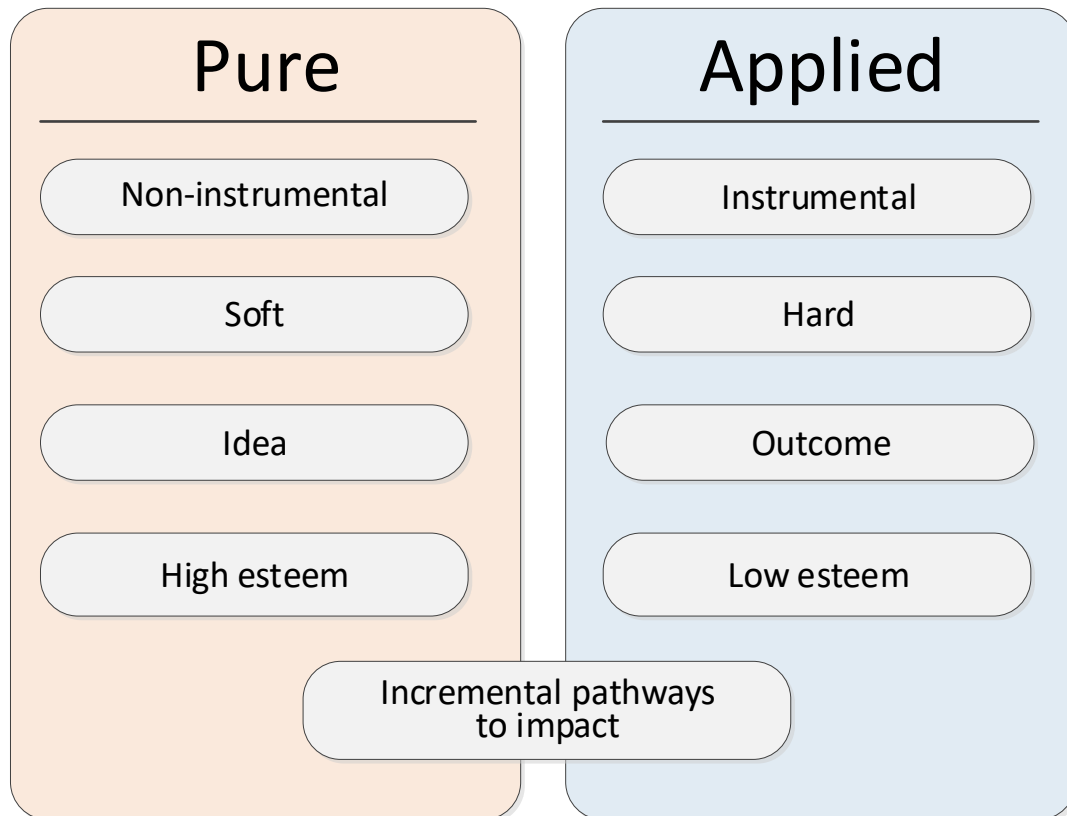 Pure
Non-instrumental
Soft
Idea
High esteem
Applied
Instrumental
Hard
Outcome
Low esteem
Incremental pathways
to impact